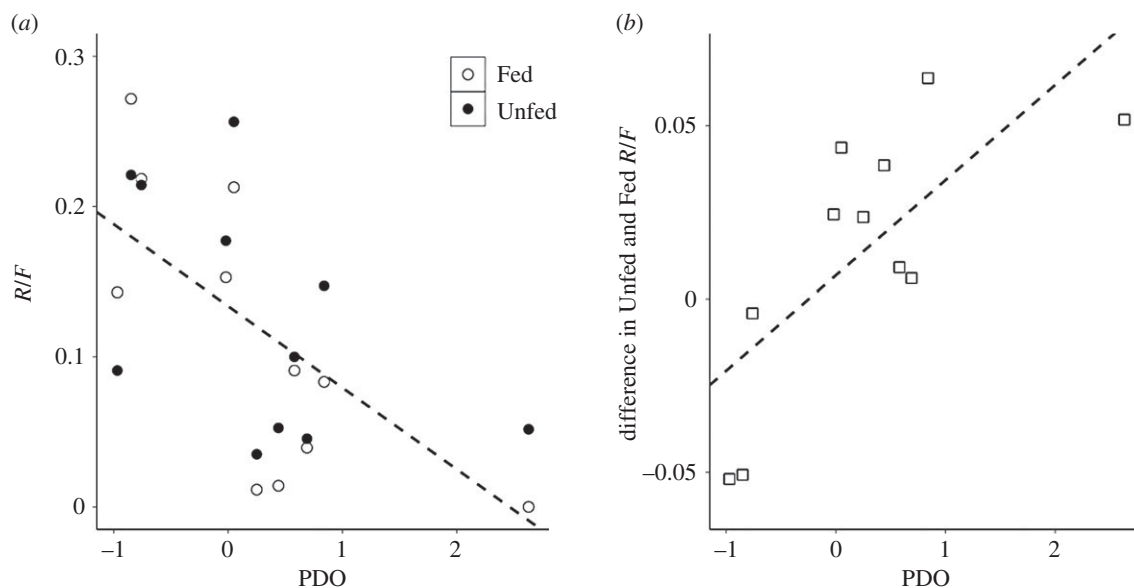 (a)
0.3
0.2
0.1
0
R/F
Fed
Unfed
–1
0
1
2
PDO
(b)
0.05
0
–0.05
difference in Unfed and Fed R/F
–1
0
1
2
PDO